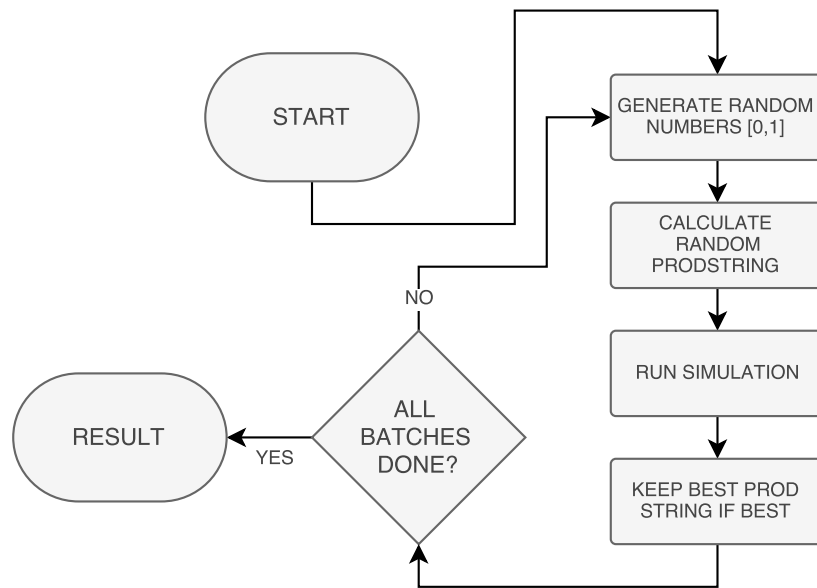 START
GENERATE RANDOM
NUMBERS [0,1]
CALCULATE
RANDOM
PRODSTRING
RUN SIMULATION
KEEP BEST PROD
STRING IF BEST
ALL
BATCHES
DONE?
NO
YES
RESULT